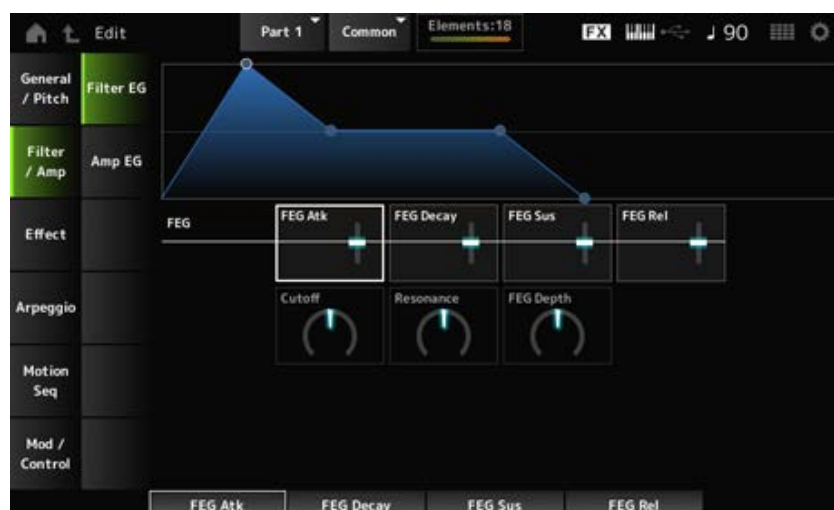 Edit
Part 1
Common
Elements:18
FX
90
General
/ Pitch
Filter EG
Filter
/ Amp
Amp EG
Effect
Arpeggio
Motion
Seq
Mod /
Control
FEG
FEG Atk
FEG Decay
FEG Sus
FEG Rel
Cutoff
Resonance
FEG Depth
FEG Atk
FEG Decay
FEG Sus
FEG Rel